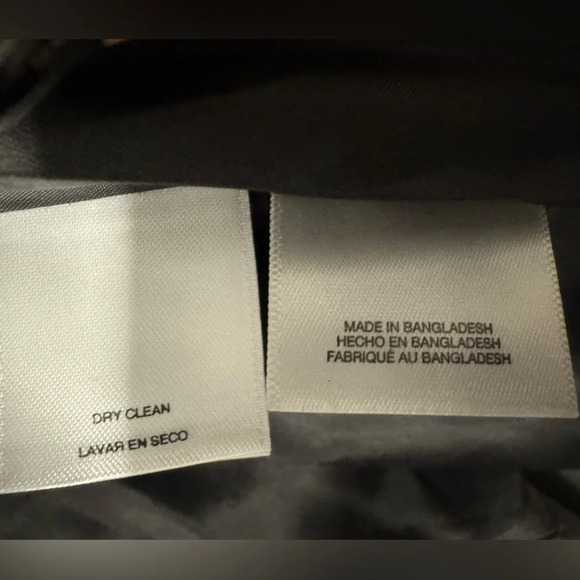 DRY CLEAN
LAVAR EN SECO
MADE IN BANGLADESH
HECHO EN BANGLADESH
FABRIQUÉ AU BANGLADESH